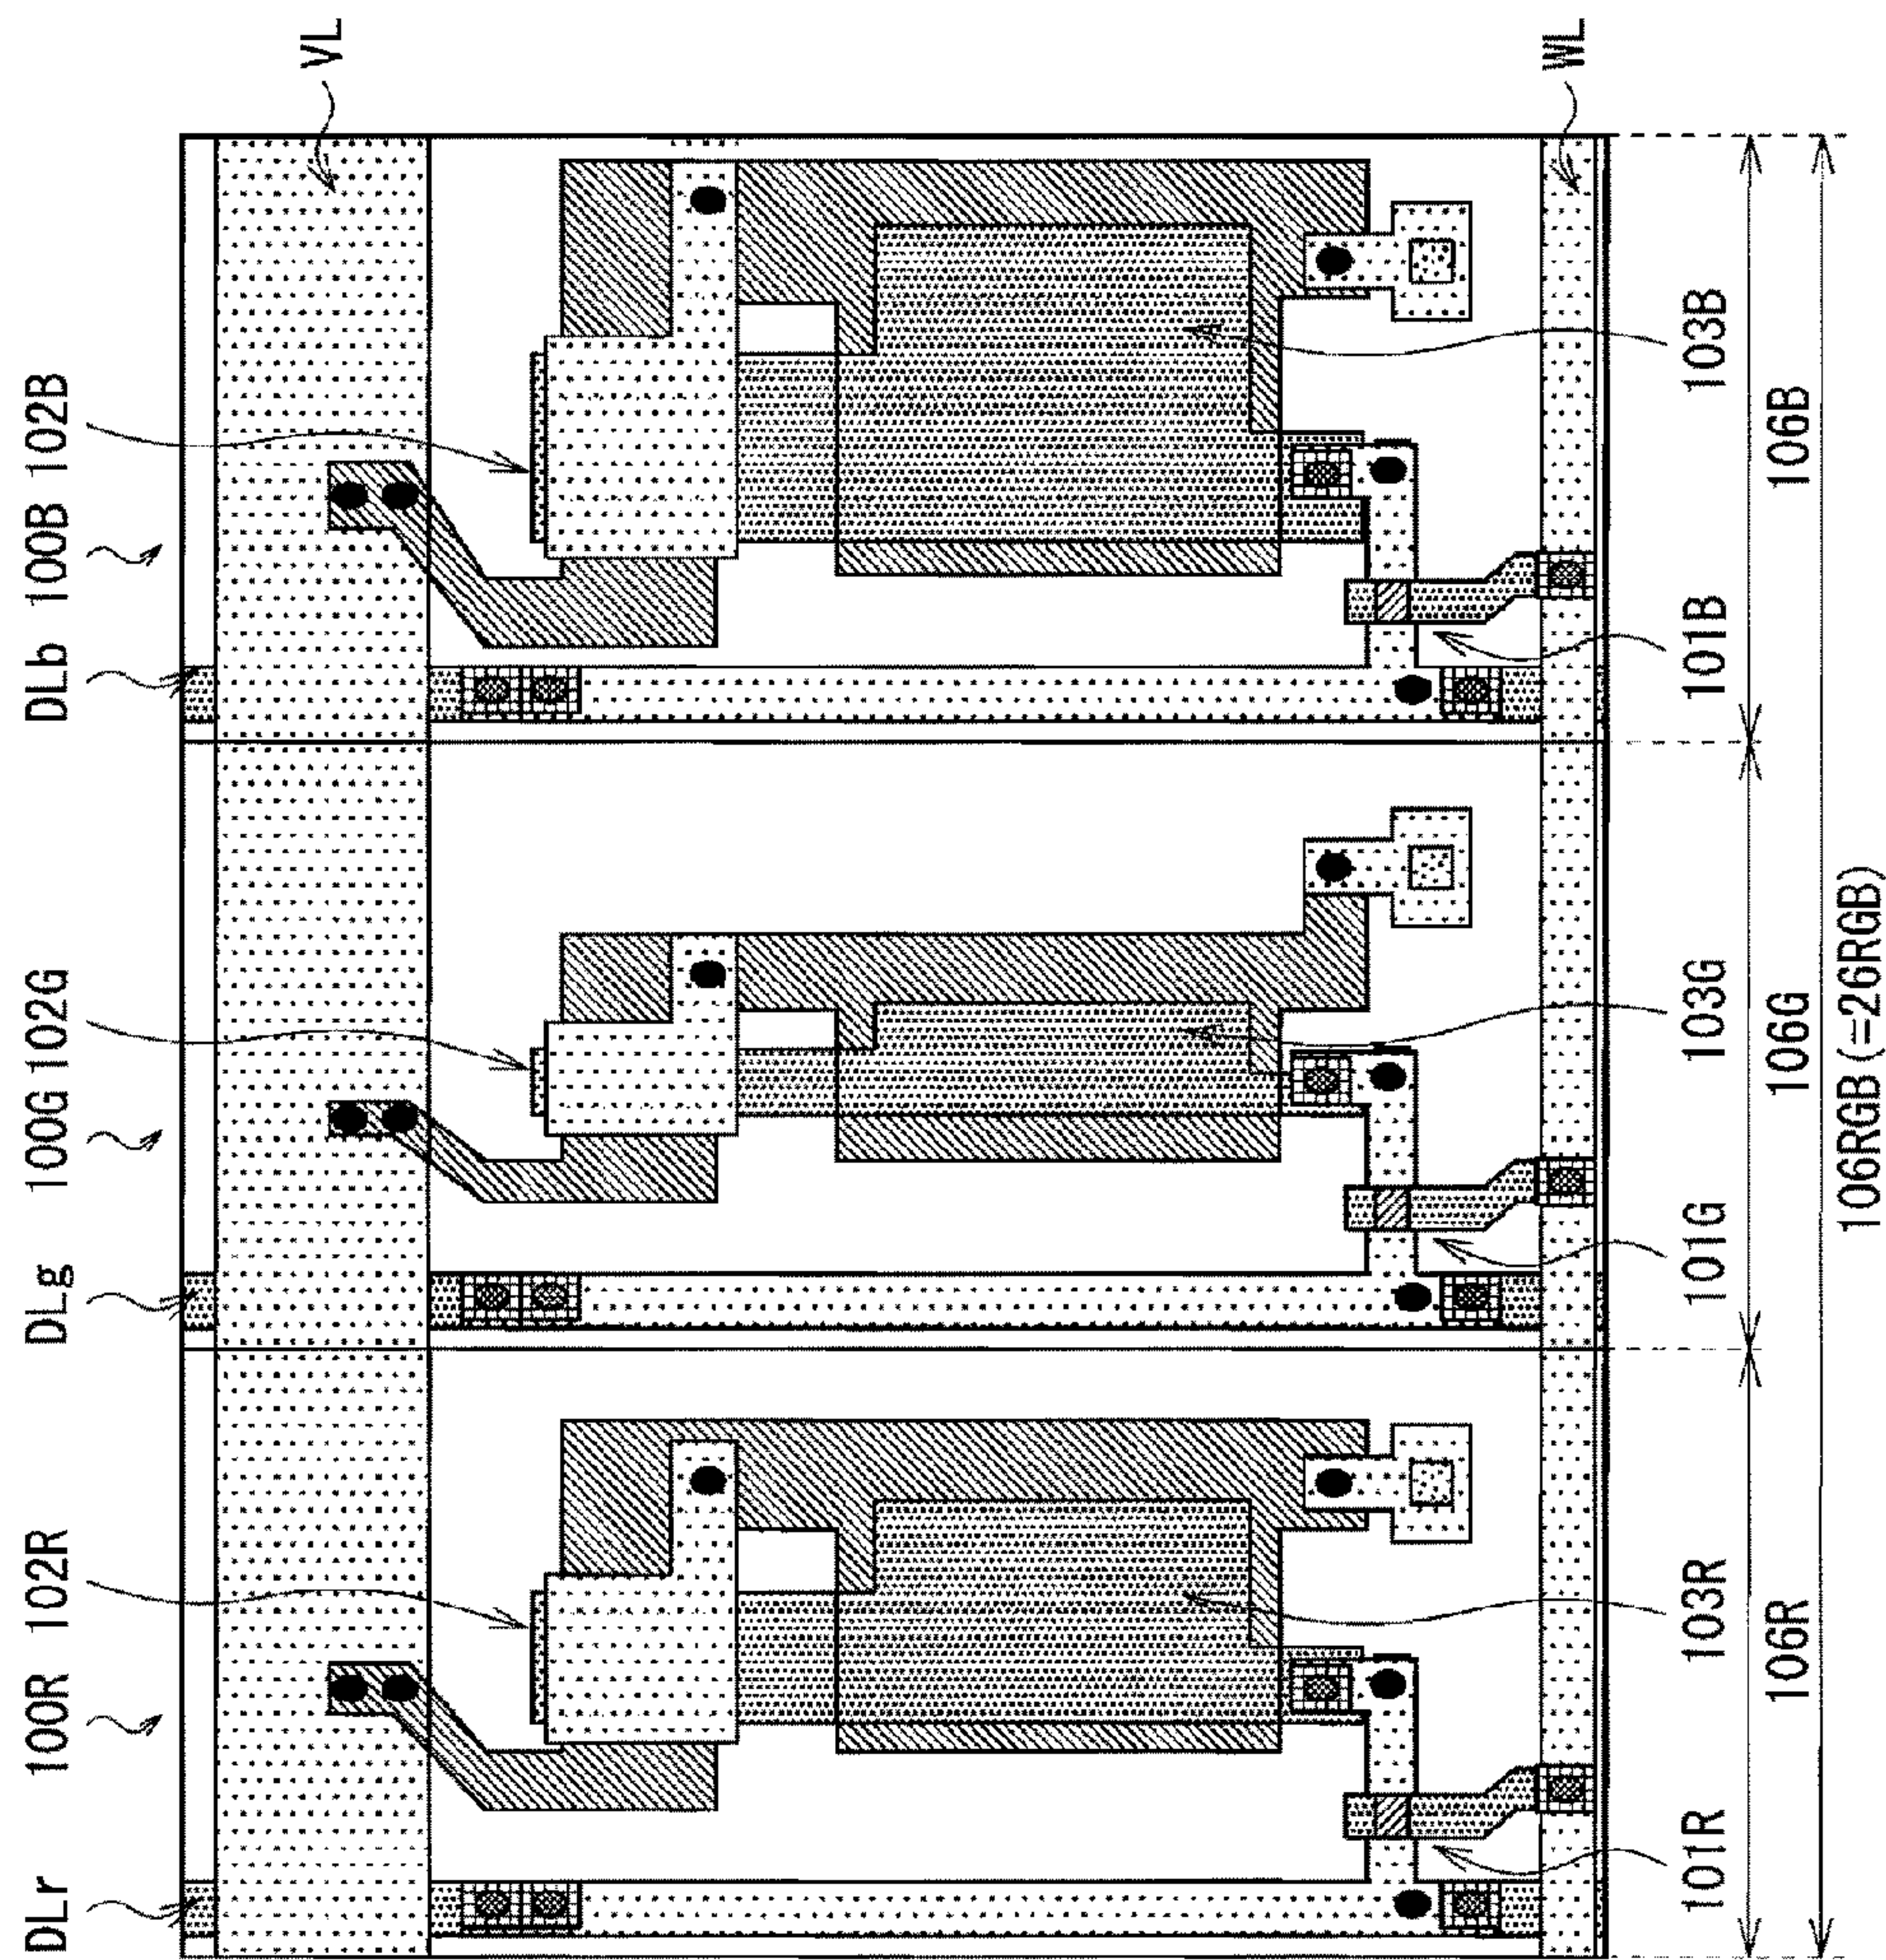 DLr 100R 102R DLg 100G 102G DLb 100B 102B
VL
WL
101R 103R 101G 103G 101B 103B
106R 106G 106B
106RGB (=26RGB)